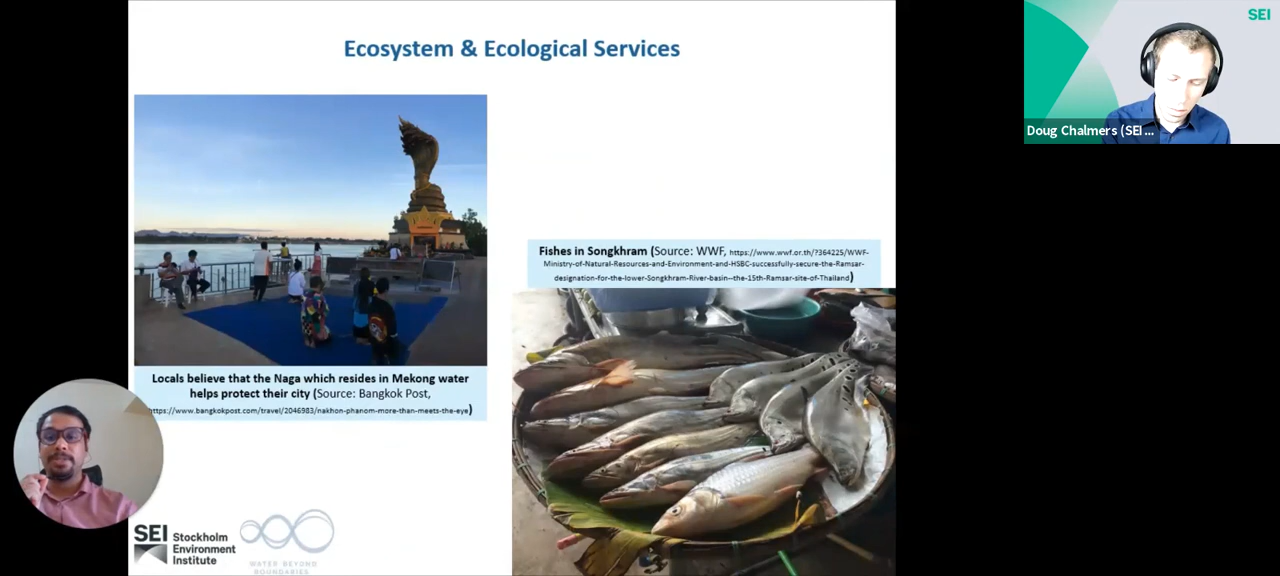 Ecosystem & Ecological Services
SEI
Doug Chalmers (SEI ...
Fishes in Songkhram (Source: WWF, https://www.wwf.or.th/?364225/WWF-
Ministry-of-Natural-Resources-and-Environment-and-HSBC-successfully-secure-the-Ramsar-
designation-for-the-lower-Songkhram-River-basin--the-15th-Ramsar-site-of-Thailand)
Locals believe that the Naga which resides in Mekong water
helps protect their city (Source: Bangkok Post,
https://www.bangkokpost.com/travel/2046983/nakhon-phanom-more-than-meets-the-eye)
SEI Stockholm
Environment
Institute
WATER BEYOND
BOUNDARIES